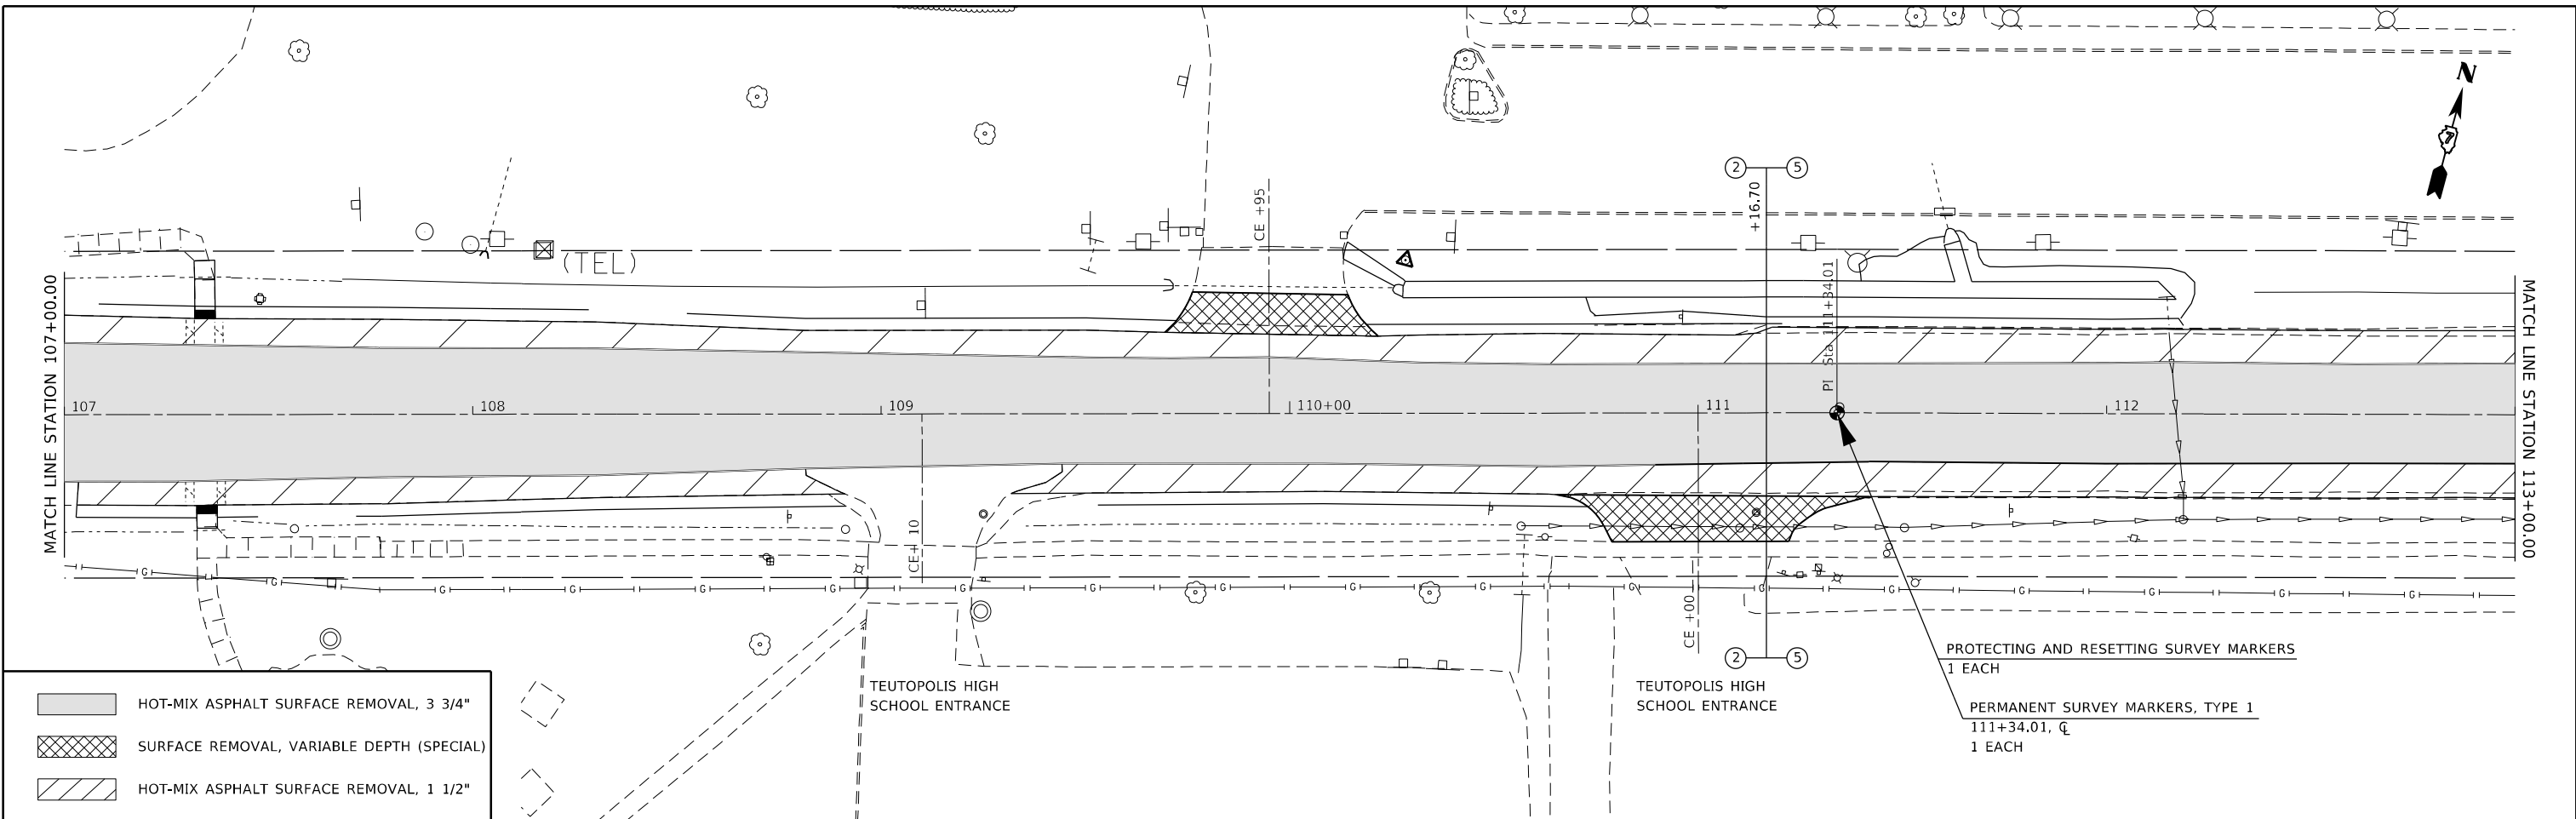 N
2 5
+16.70
CE +95
(TEL)
PI Sta 111+34.01
MATCH LINE STATION 107+00.00
MATCH LINE STATION 113+00.00
107
108
109
110+00
111
112
CE+10
CE +00
G G G G G G G G G G G G G G G G G G
2 5
TEUTOPOLIS HIGH
SCHOOL ENTRANCE
TEUTOPOLIS HIGH
SCHOOL ENTRANCE
PROTECTING AND RESETTING SURVEY MARKERS
1 EACH
PERMANENT SURVEY MARKERS, TYPE 1
111+34.01, ℄
1 EACH
HOT-MIX ASPHALT SURFACE REMOVAL, 3 3/4"
SURFACE REMOVAL, VARIABLE DEPTH (SPECIAL)
HOT-MIX ASPHALT SURFACE REMOVAL, 1 1/2"